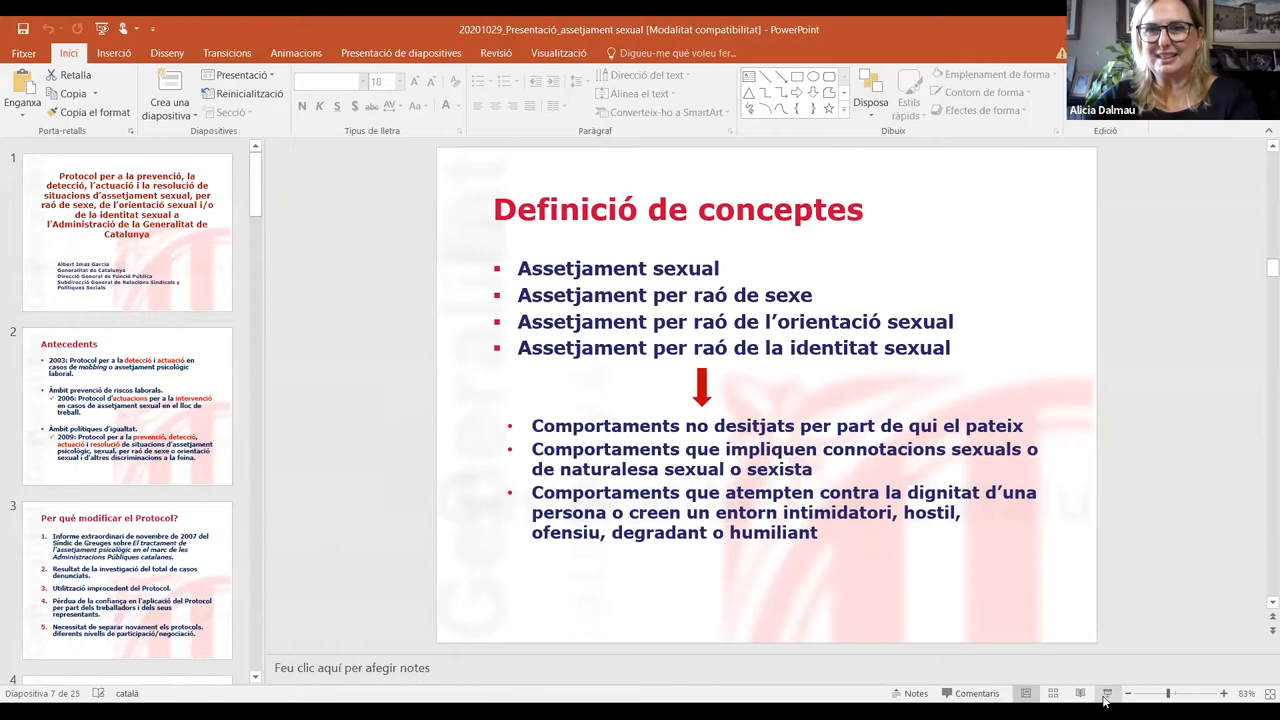 20201029_Presentació_assetjament sexual [Modalitat compatibilitat] - PowerPoint
Fitxer Inici Inserció Disseny Transicions Animacions Presentació de diapositives Revisió Visualització Digueu-me què voleu fer...
Enganxa
Retalla
Copia
Copia el format
Porta-retalls
Crea una
diapositiva
Presentació
Reinicialització
Secció
Diapositives
18
N K S S abc AV Aa A
Tipus de lletra
Direcció del text
Alinea el text
Converteix-ho a SmartArt
Paràgraf
Disposa
Estils
ràpids
Emplenament de forma
Contorn de forma
Efectes de forma
Dibuix
Edició
Alicia Dalmau
1
Protocol per a la prevenció, la
detecció, l'actuació i la resolució de
situacions d'assetjament sexual, per
raó de sexe, de l'orientació sexual i/o
de la identitat sexual a
l'Administració de la Generalitat de
Catalunya
Albert Imaz Garcia
Generalitat de Catalunya
Direcció General de Funció Pública
Subdirecció General de Relacions Sindicals y
Polítiques Socials
2
Antecedents
• 2003: Protocol per a la detecció i actuació en
casos de mobbing o assetjament psicològic
laboral.
• Àmbit prevenció de riscos laborals.
✓ 2006: Protocol d'actuacions per a la intervenció
en casos de assetjament sexual en el lloc de
treball.
• Àmbit polítiques d'igualtat.
✓ 2009: Protocol per a la prevenció, detecció,
actuació i resolució de situacions d'assetjament
psicològic, sexual, per raó de sexe o orientació
sexual i d'altres discriminacions a la feina.
3
Per què modificar el Protocol?
1. Informe extraordinari de novembre de 2007 del
Síndic de Greuges sobre El tractament de
l'assetjament psicològic en el marc de les
Administracions Públiques catalanes.
2. Resultat de la investigació del total de casos
denunciats.
3. Utilització improcedent del Protocol.
4. Pèrdua de la confiança en l'aplicació del Protocol
per part dels treballadors i dels seus
representants.
5. Necessitat de separar novament els protocols,
diferents nivells de participació/negociació.
4
Definició de conceptes
▪ Assetjament sexual
▪ Assetjament per raó de sexe
▪ Assetjament per raó de l'orientació sexual
▪ Assetjament per raó de la identitat sexual
• Comportaments no desitjats per part de qui el pateix
• Comportaments que impliquen connotacions sexuals o
de naturalesa sexual o sexista
• Comportaments que atempten contra la dignitat d'una
persona o creen un entorn intimidatori, hostil,
ofensiu, degradant o humiliant
Feu clic aquí per afegir notes
Diapositiva 7 de 25 català Notes Comentaris 83%